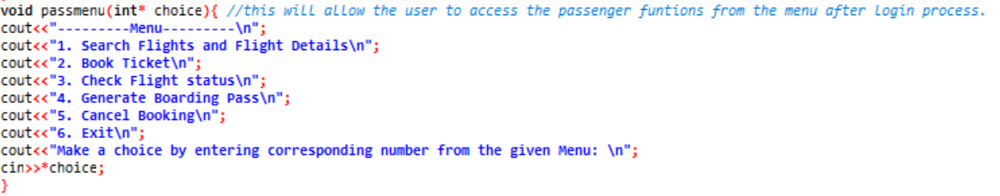 void passmenu(int* choice){ //this will allow the user to access the passenger funtions from the menu after Login process.
cout<<"---------Menu---------\n";
cout<<"1. Search Flights and Flight Details\n";
cout<<"2. Book Ticket\n";
cout<<"3. Check Flight status\n";
cout<<"4. Generate Boarding Pass\n";
cout<<"5. Cancel Booking\n";
cout<<"6. Exit\n";
cout<<"Make a choice by entering corresponding number from the given Menu: \n";
cin>>*choice;
}